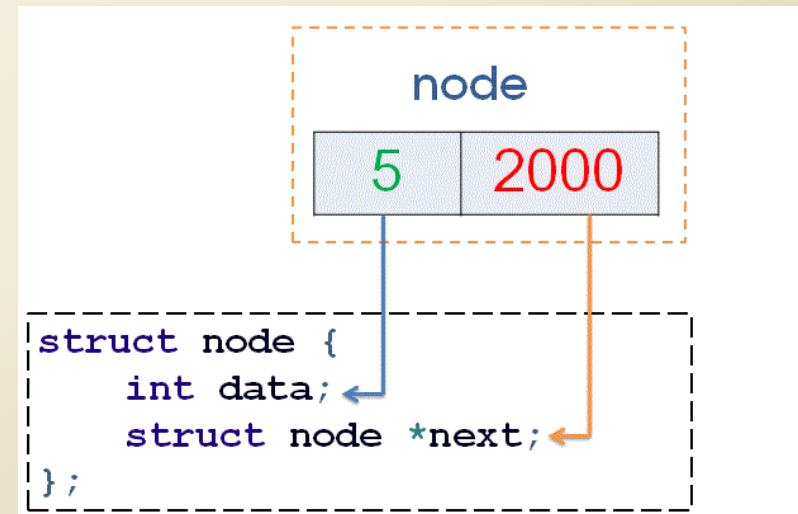 node
5 2000
struct node {
int data;
struct node *next;
};